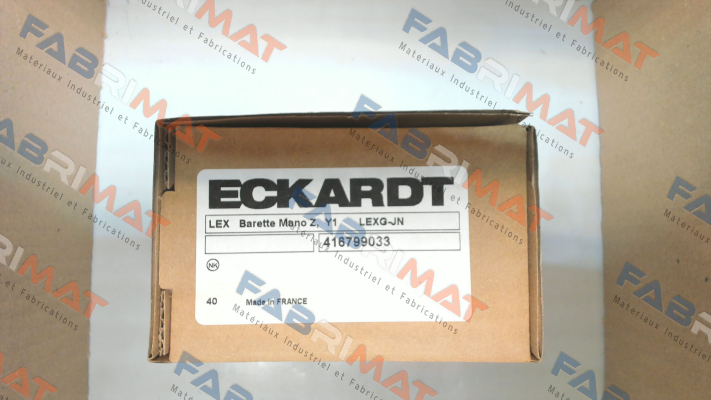 ECKARDT
LEX Barette Mano Z, Y1 LEXG-JN
416799033
NK
40 Made in FRANCE
FABRIMAT
Matériaux Industriel et Fabrications